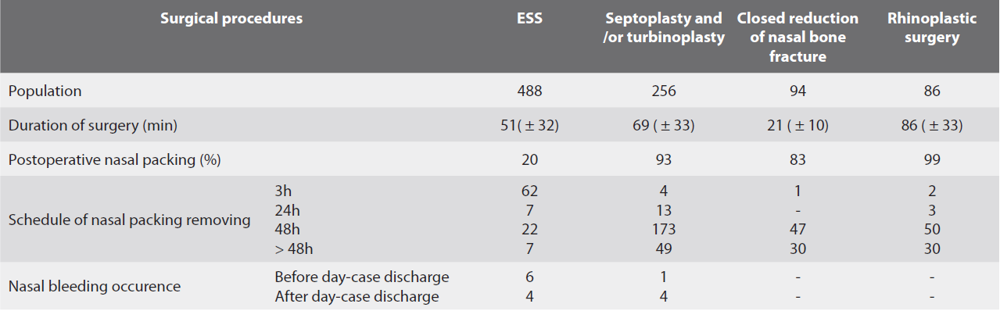 Surgical procedures ESS Septoplasty and /or turbinoplasty Closed reduction of nasal bone fracture Rhinoplastic surgery
Population 488 256 94 86
Duration of surgery (min) 51( ± 32) 69 ( ± 33) 21 ( ± 10) 86 ( ± 33)
Postoperative nasal packing (%) 20 93 83 99
Schedule of nasal packing removing
3h 62 4 1 2
24h 7 13 - 3
48h 22 173 47 50
> 48h 7 49 30 30
Nasal bleeding occurence
Before day-case discharge 6 1 - -
After day-case discharge 4 4 - -